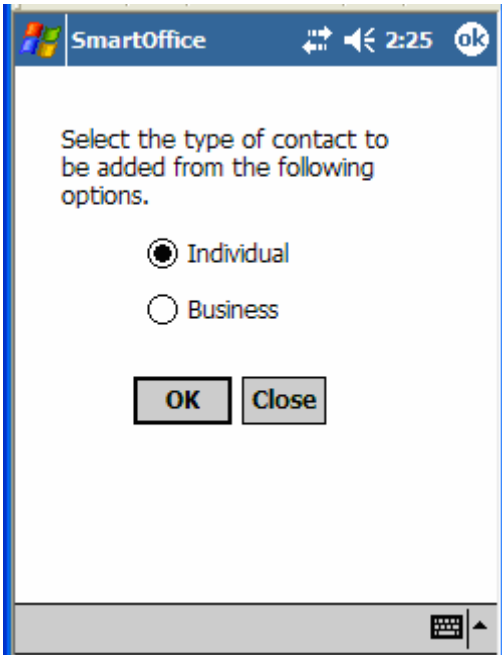 SmartOffice 2:25 ok
Select the type of contact to
be added from the following
options.
Individual
Business
OK Close